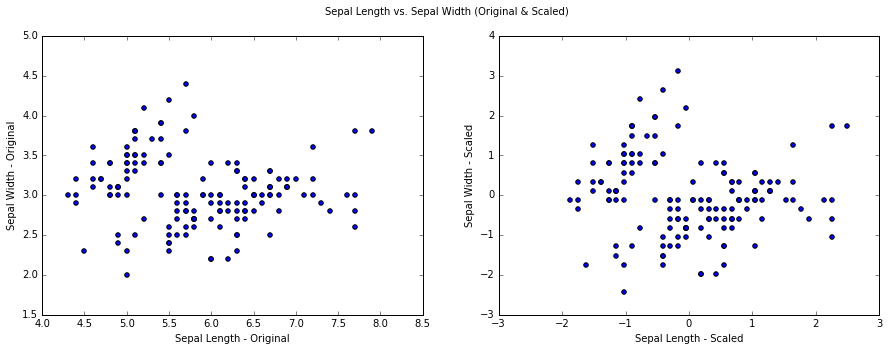 Sepal Length vs. Sepal Width (Original & Scaled)
5.0
4.5
4.0
3.5
3.0
2.5
2.0
1.5
Sepal Width - Original
4.0 4.5 5.0 5.5 6.0 6.5 7.0 7.5 8.0 8.5
Sepal Length - Original
4
3
2
1
0
−1
−2
−3
Sepal Width - Scaled
−3 −2 −1 0 1 2 3
Sepal Length - Scaled